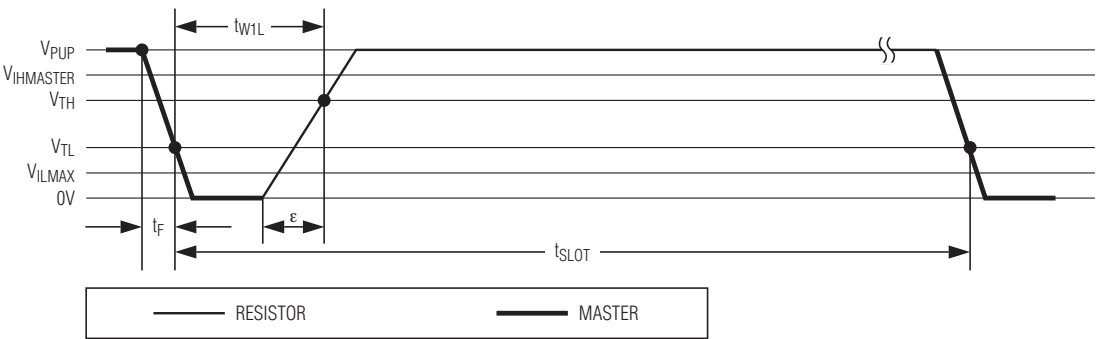 tW1L
VPUP
VIHMASTER
VTH
VTL
VILMAX
0V
tF
ε
tSLOT
RESISTOR MASTER